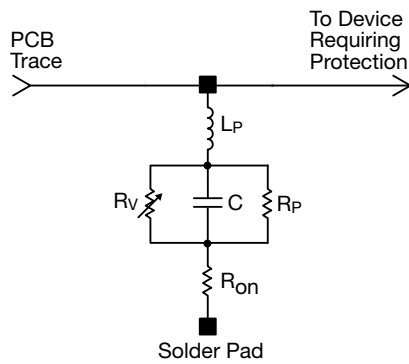 PCB
Trace
To Device
Requiring
Protection
LP
RV
C
RP
Ron
Solder Pad